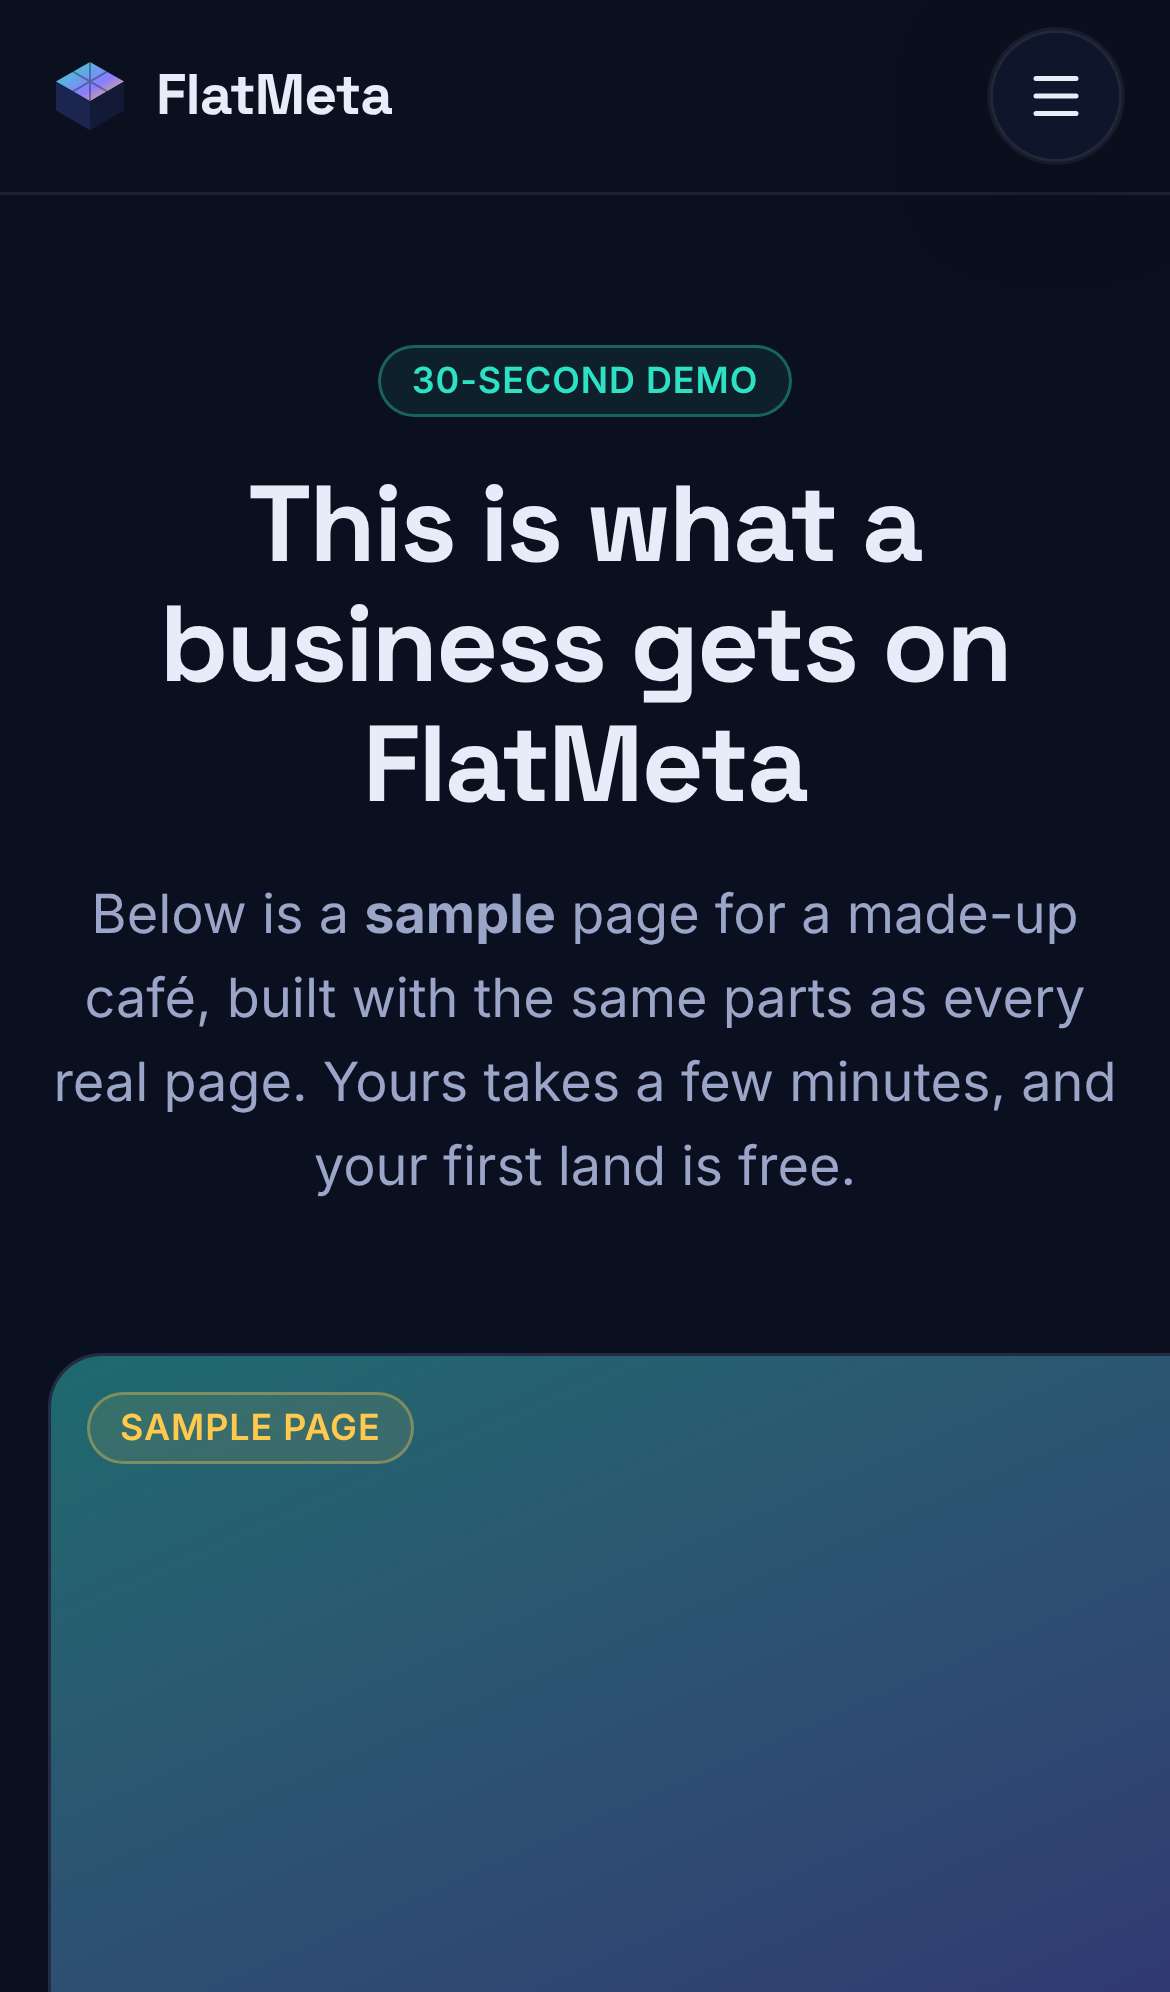 FlatMeta
30-SECOND DEMO
This is what a
business gets on
FlatMeta
Below is a sample page for a made-up
café, built with the same parts as every
real page. Yours takes a few minutes, and
your first land is free.
SAMPLE PAGE